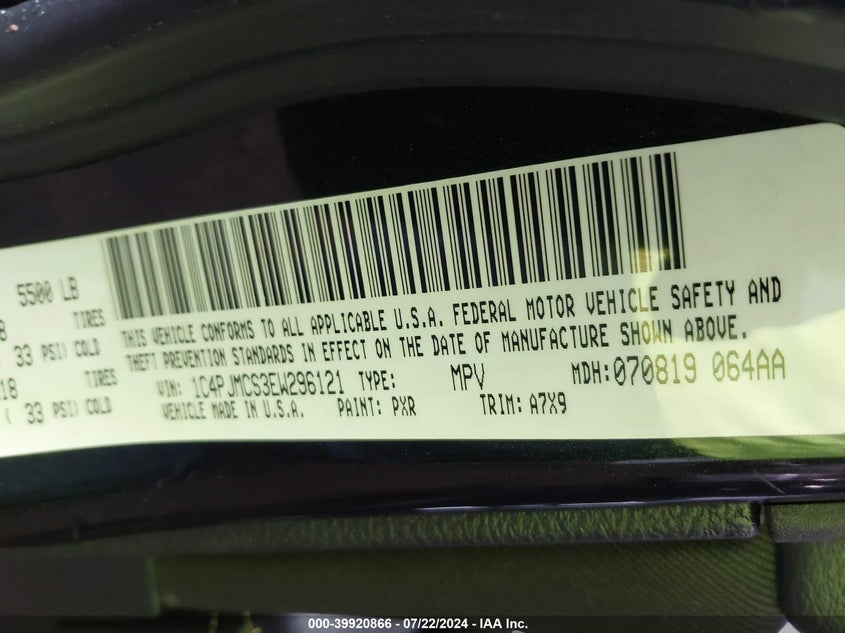 5500 LB
8 TIRES
33 PSI) COLD
18 TIRES
( 33 PSI) COLD
THIS VEHICLE CONFORMS TO ALL APPLICABLE U.S.A. FEDERAL MOTOR VEHICLE SAFETY AND
THEFT PREVENTION STANDARDS IN EFFECT ON THE DATE OF MANUFACTURE SHOWN ABOVE.
VIN: 1C4PJMCS3EW296121 TYPE: MPV MDH:070819 064AA
VEHICLE MADE IN U.S.A. PAINT: PXR TRIM: A7X9
000-39920866 - 07/22/2024 - IAA Inc.